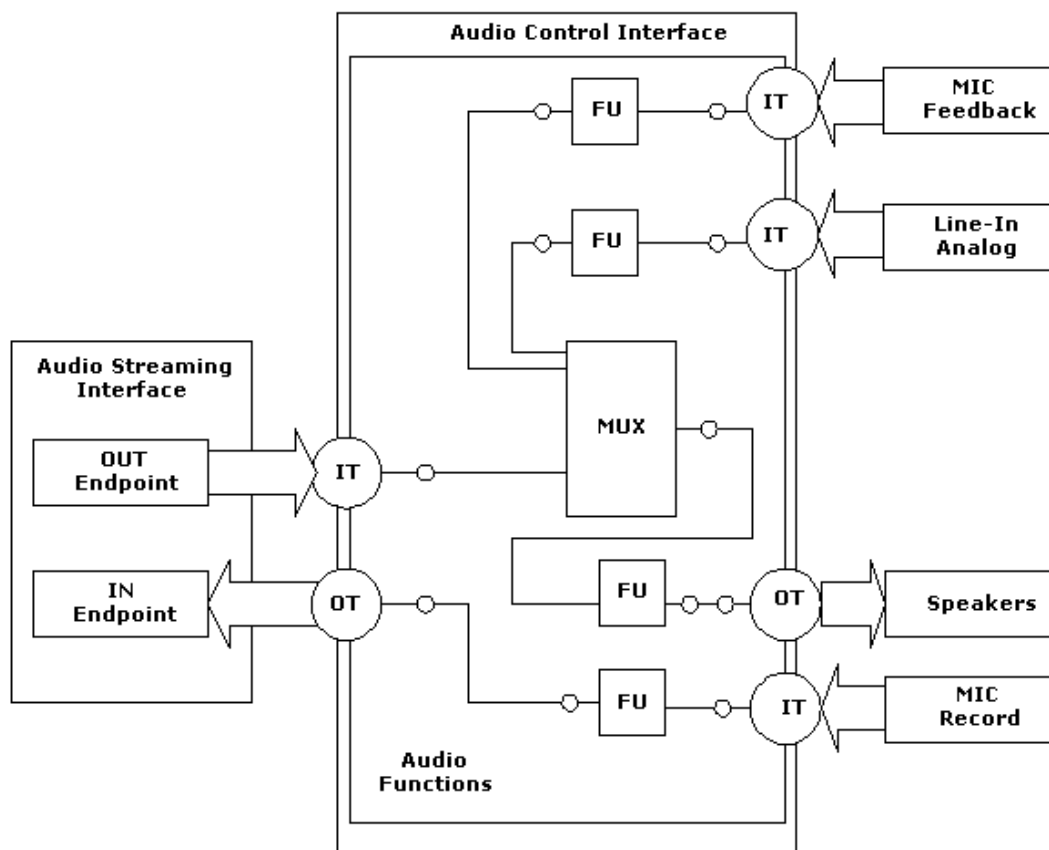 Audio Control Interface
FU
IT
MIC
Feedback
FU
IT
Line-In
Analog
Audio Streaming
Interface
MUX
OUT
Endpoint
IT
IN
Endpoint
OT
FU
OT
Speakers
FU
IT
MIC
Record
Audio
Functions